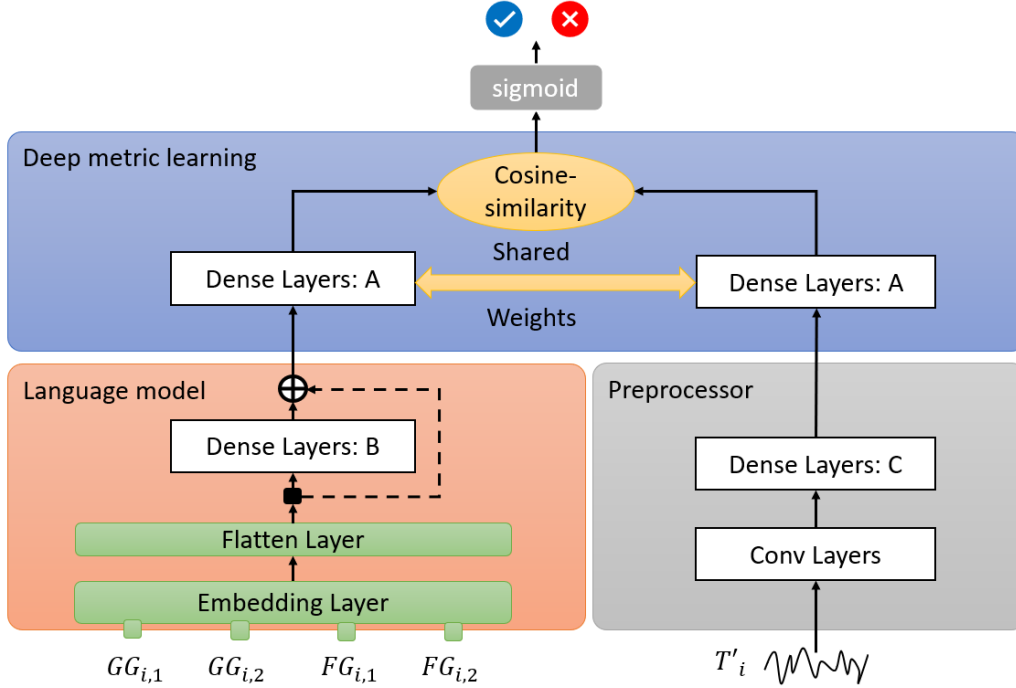 sigmoid
Deep metric learning
Cosine-
similarity
Shared
Dense Layers: A
Dense Layers: A
Weights
Language model
Preprocessor
Dense Layers: B
Dense Layers: C
Flatten Layer
Conv Layers
Embedding Layer
GG_{i,1} GG_{i,2} FG_{i,1} FG_{i,2}
T'_i